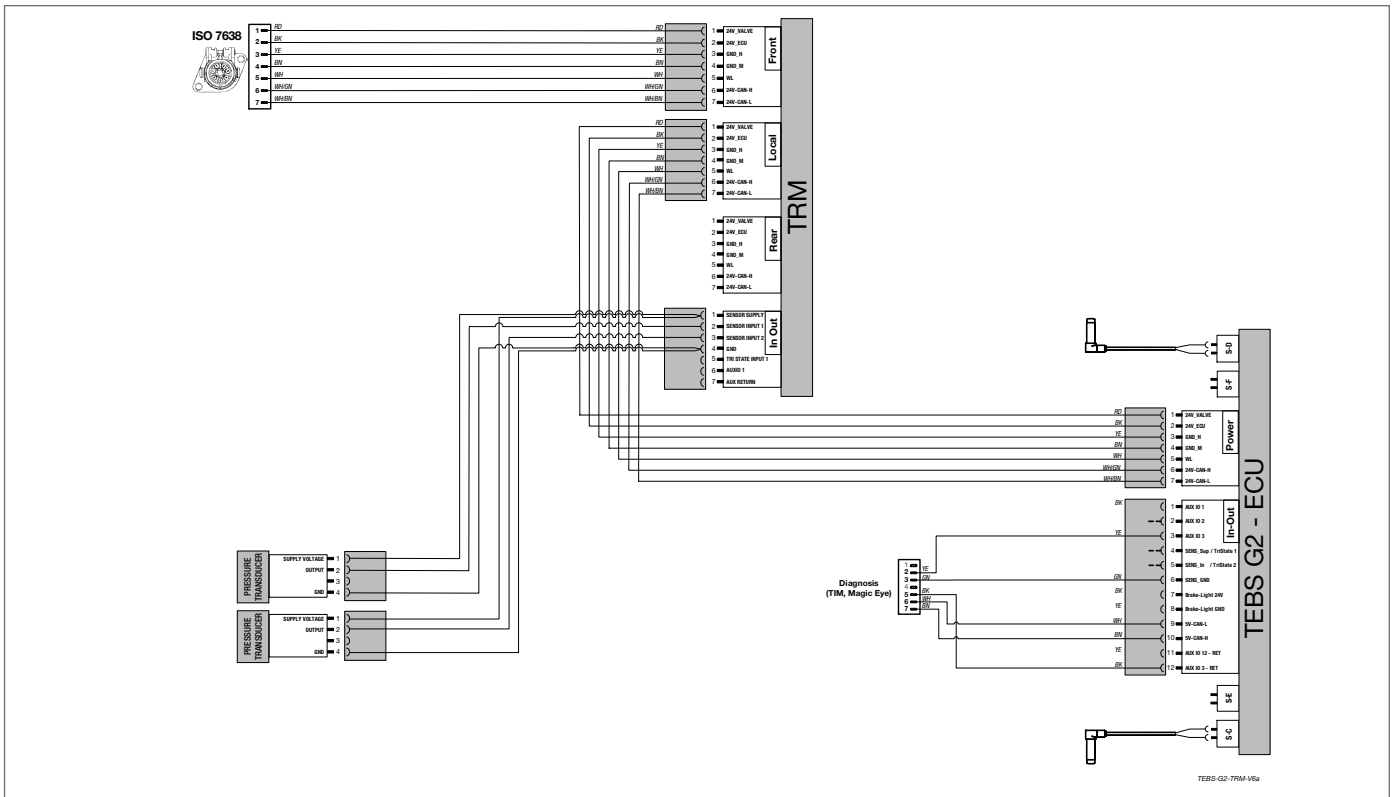 ISO 7638
1 RD RD 1 24V_VALVE
2 BK BK 2 24V_ECU
3 YE YE 3 GND_H
4 BN BN 4 GND_M
5 WH WH 5 WL
6 WH/GN WH/GN 6 24V-CAN-H
7 WH/BN WH/BN 7 24V-CAN-L
Front
RD 1 24V_VALVE
BK 2 24V_ECU
YE 3 GND_H
BN 4 GND_M
WH 5 WL
WH/GN 6 24V-CAN-H
WH/BN 7 24V-CAN-L
Local
TRM
1 24V_VALVE
2 24V_ECU
3 GND_H
4 GND_M
5 WL
6 24V-CAN-H
7 24V-CAN-L
Rear
1 SENSOR SUPPLY
2 SENSOR INPUT 1
3 SENSOR INPUT 2
4 GND
5 TRI STATE INPUT 1
6 AUXIO 1
7 AUX RETURN
In Out
S-D
S-F
RD 1 24V_VALVE
BK 2 24V_ECU
YE 3 GND_H
BN 4 GND_M
WH 5 WL
WH/GN 6 24V-CAN-H
WH/BN 7 24V-CAN-L
Power
BK 1 AUX IO 1
2 AUX IO 2
YE 3 AUX IO 3
4 SENS_Sup / TriState 1
5 SENS_In / TriState 2
GN 6 SENS_GND
BK 7 Brake-Light 24V
YE 8 Brake-Light GND
WH 9 5V-CAN-L
BN 10 5V-CAN-H
YE 11 AUX IO 12 - RET
BK 12 AUX IO 3 - RET
In-Out
TEBS G2 - ECU
S-E
S-C
Diagnosis
(TIM, Magic Eye)
1
2 YE
3 GN
4
5 BK
6 WH
7 BN
PRESSURE
TRANSDUCER
SUPPLY VOLTAGE 1
OUTPUT 2
3
GND 4
PRESSURE
TRANSDUCER
SUPPLY VOLTAGE 1
OUTPUT 2
3
GND 4
TEBS-G2-TRM-V6a